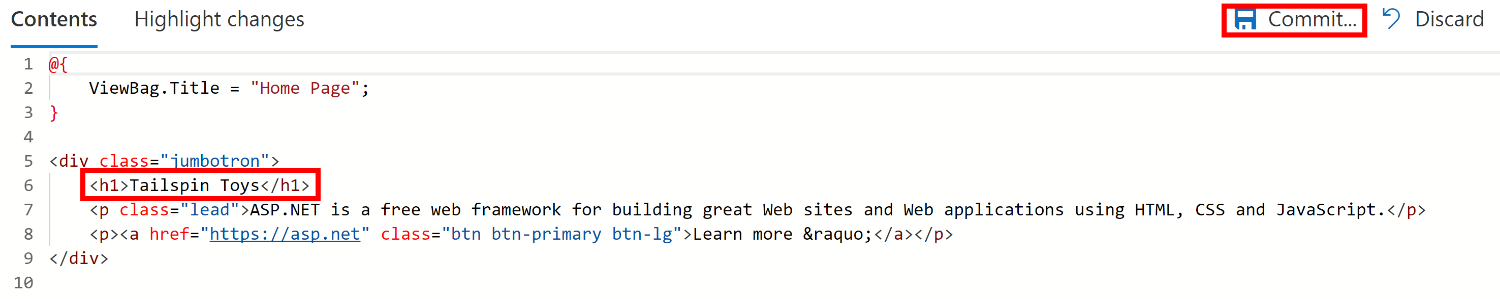 Contents Highlight changes Commit... Discard
1 @{
2     ViewBag.Title = "Home Page";
3 }
4
5 <div class="jumbotron">
6     <h1>Tailspin Toys</h1>
7     <p class="lead">ASP.NET is a free web framework for building great Web sites and Web applications using HTML, CSS and JavaScript.</p>
8     <p><a href="https://asp.net" class="btn btn-primary btn-lg">Learn more &raquo;</a></p>
9 </div>
10